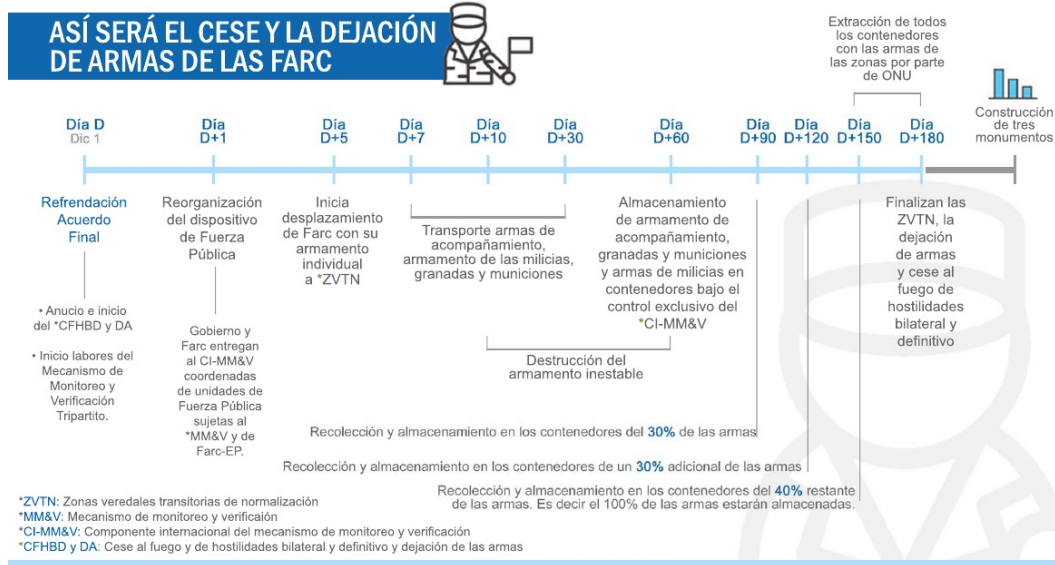 ASÍ SERÁ EL CESE Y LA DEJACIÓN
DE ARMAS DE LAS FARC
Extracción de todos
los contenedores
con las armas de
las zonas por parte
de ONU
Construcción
de tres
monumentos
Día D
Dic 1
Día
D+1
Día
D+5
Día
D+7
Día
D+10
Día
D+30
Día
D+60
Día
D+90
Día
D+120
Día
D+150
Día
D+180
Refrendación
Acuerdo
Final
• Anucio e inicio
del *CFHBD y DA
• Inicio labores del
Mecanismo de
Monitoreo y
Verificación
Tripartito.
Reorganización
del dispositivo
de Fuerza
Pública
Gobierno y
Farc entregan
al CI-MM&V
coordenadas
de unidades de
Fuerza Pública
sujetas al
*MM&V y de
Farc-EP.
Inicia
desplazamiento
de Farc con su
armamento
individual
a *ZVTN
Transporte armas de
acompañamiento,
armamento de las milicias,
granadas y municiones
Almacenamiento
de armamento de
acompañamiento,
granadas y municiones
y armas de milicias en
contenedores bajo el
control exclusivo del
*CI-MM&V
Destrucción del
armamento inestable
Finalizan las
ZVTN, la
dejación
de armas
y cese al
fuego de
hostilidades
bilateral y
definitivo
Recolección y almacenamiento en los contenedores del 30% de las armas
Recolección y almacenamiento en los contenedores de un 30% adicional de las armas
Recolección y almacenamiento en los contenedores del 40% restante
de las armas. Es decir el 100% de las armas estarán almacenadas.
*ZVTN: Zonas veredales transitorias de normalización
*MM&V: Mecanismo de monitoreo y verificaión
*CI-MM&V: Componente internacional del mecanismo de monitoreo y verificación
*CFHBD y DA: Cese al fuego y de hostilidades bilateral y definitivo y dejación de las armas